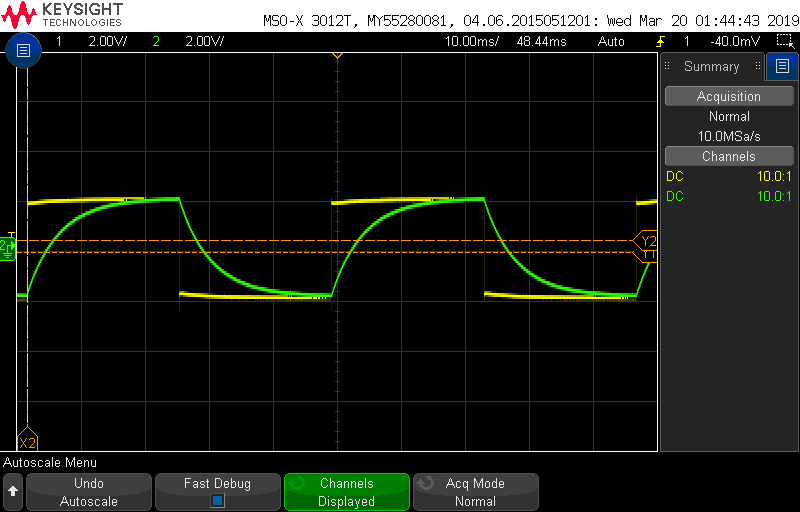 KEYSIGHT
TECHNOLOGIES
MSO-X 3012T, MY55280081, 04.06.2015051201: Wed Mar 20 01:44:43 2019
1 2.00V/ 2 2.00V/ 10.00ms/ 48.44ms Auto 1 -40.0mV
Summary
Acquisition
Normal
10.0MSa/s
Channels
DC 10.0:1
DC 10.0:1
T
2
Y2
X2
Autoscale Menu
Undo
Autoscale
Fast Debug
Channels
Displayed
Acq Mode
Normal